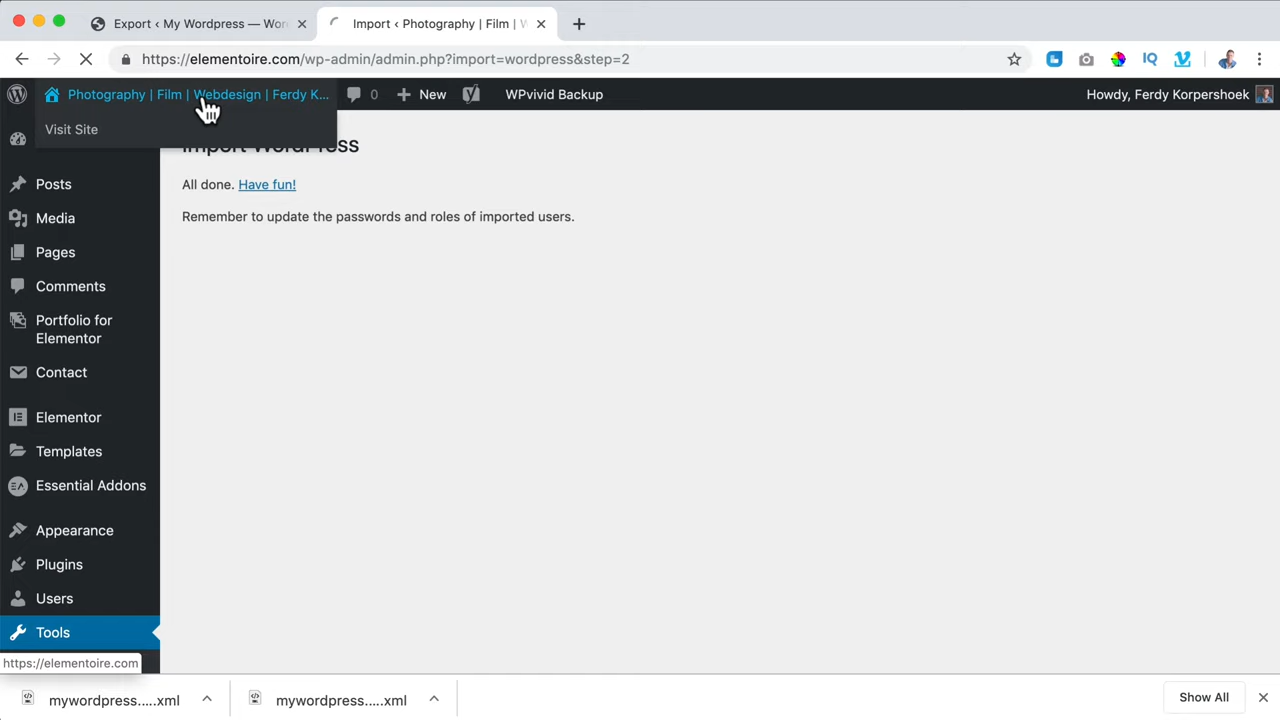 Export ‹ My Wordpress — Wor
Import ‹ Photography | Film | W
https://elementoire.com/wp-admin/admin.php?import=wordpress&step=2
IQ
Photography | Film | Webdesign | Ferdy K...
0
New
WPvivid Backup
Howdy, Ferdy Korpershoek
Visit Site
Import WordPress
All done. Have fun!
Remember to update the passwords and roles of imported users.
Posts
Media
Pages
Comments
Portfolio for
Elementor
Contact
Elementor
Templates
Essential Addons
Appearance
Plugins
Users
Tools
https://elementoire.com
mywordpress.....xml
mywordpress.....xml
Show All